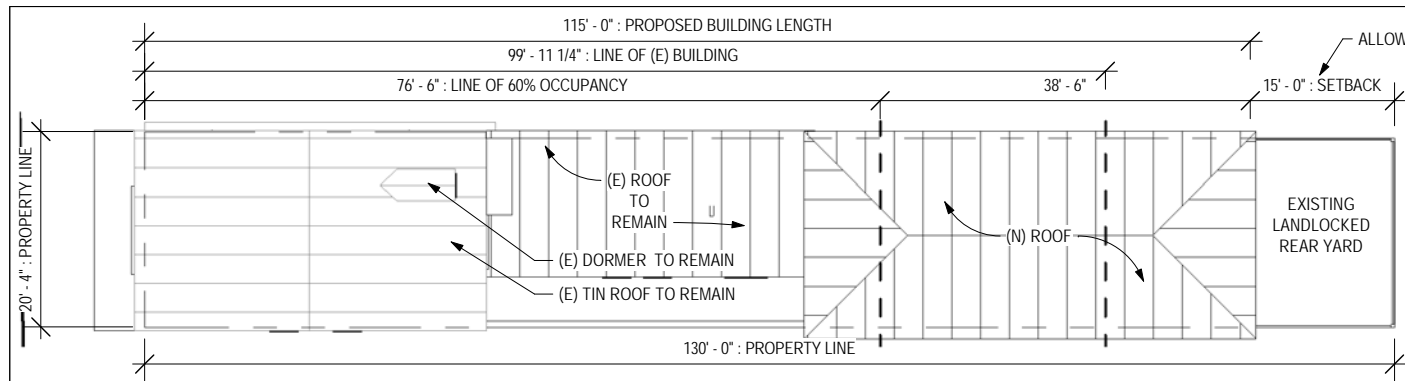 115' - 0" : PROPOSED BUILDING LENGTH
ALLOW
99' - 11 1/4" : LINE OF (E) BUILDING
76' - 6" : LINE OF 60% OCCUPANCY
38' - 6"
15' - 0" : SETBACK
20' - 4" : PROPERTY LINE
(E) ROOF
TO
REMAIN
(E) DORMER TO REMAIN
(E) TIN ROOF TO REMAIN
(N) ROOF
EXISTING
LANDLOCKED
REAR YARD
130' - 0" : PROPERTY LINE